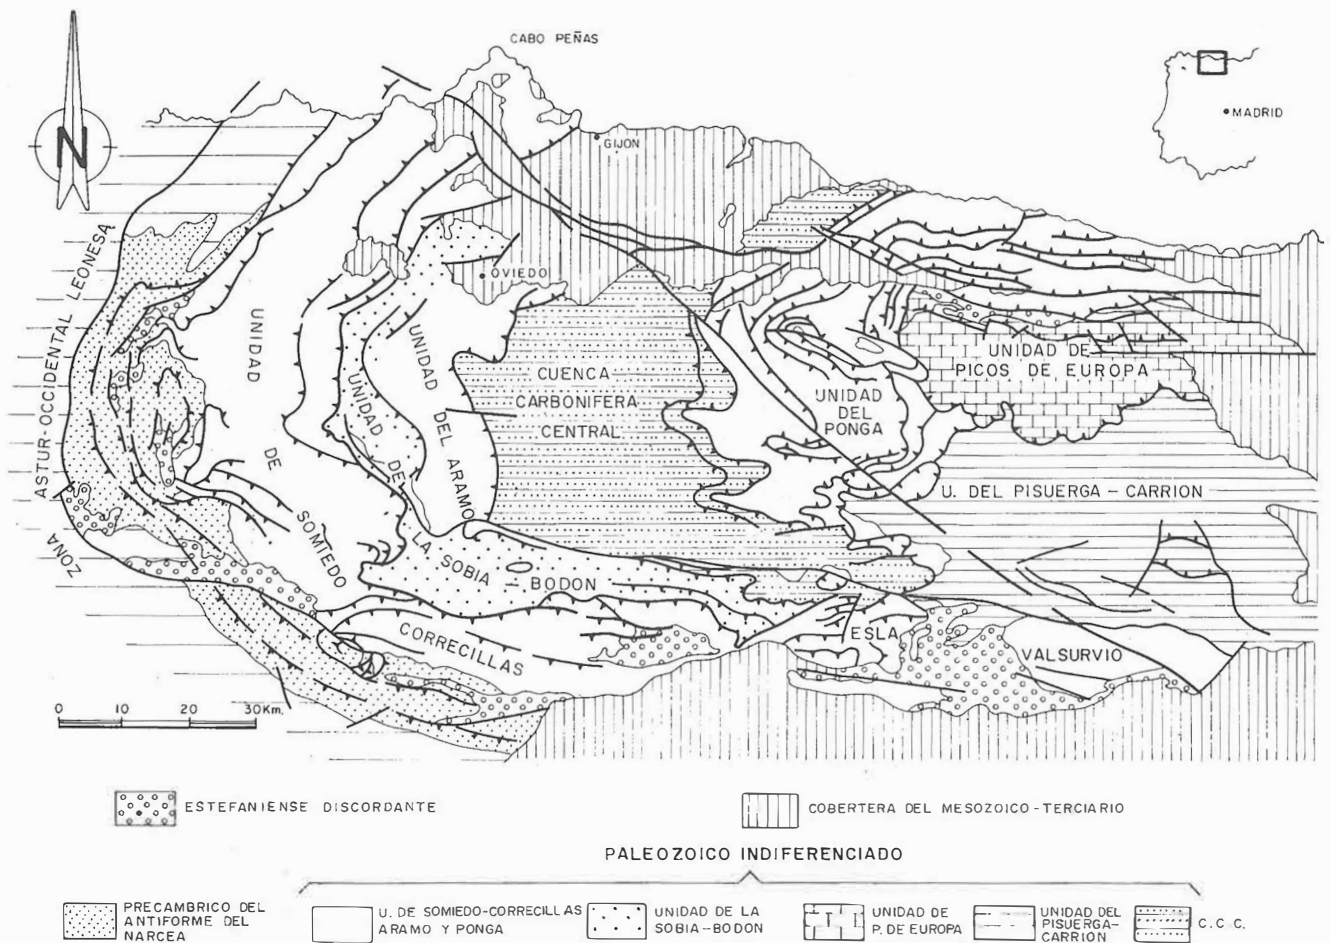 CABO PEÑAS
N
MADRID
GIJON
OVIEDO
ZONA ASTUR-OCCIDENTAL LEONESA
UNIDAD DE SOMIEDO
UNIDAD DE LA SOBIA - BODON
UNIDAD DEL ARAMO
CUENCA
CARBONIFERA
CENTRAL
UNIDAD
DEL
PONGA
UNIDAD DE
PICOS DE EUROPA
U. DEL PISUERGA - CARRION
CORRECILLAS
ESLA
VALSURVIO
0 10 20 30 Km.
ESTEFANIENSE DISCORDANTE
COBERTERA DEL MESOZOICO-TERCIARIO
PALEOZOICO INDIFERENCIADO
PRECAMBRICO DEL
ANTIFORME DEL
NARCEA
U. DE SOMIEDO-CORRECILLAS
ARAMO Y PONGA
UNIDAD DE LA
SOBIA-BODON
UNIDAD DE
P. DE EUROPA
UNIDAD DEL
PISUERGA-
CARRION
C.C.C.